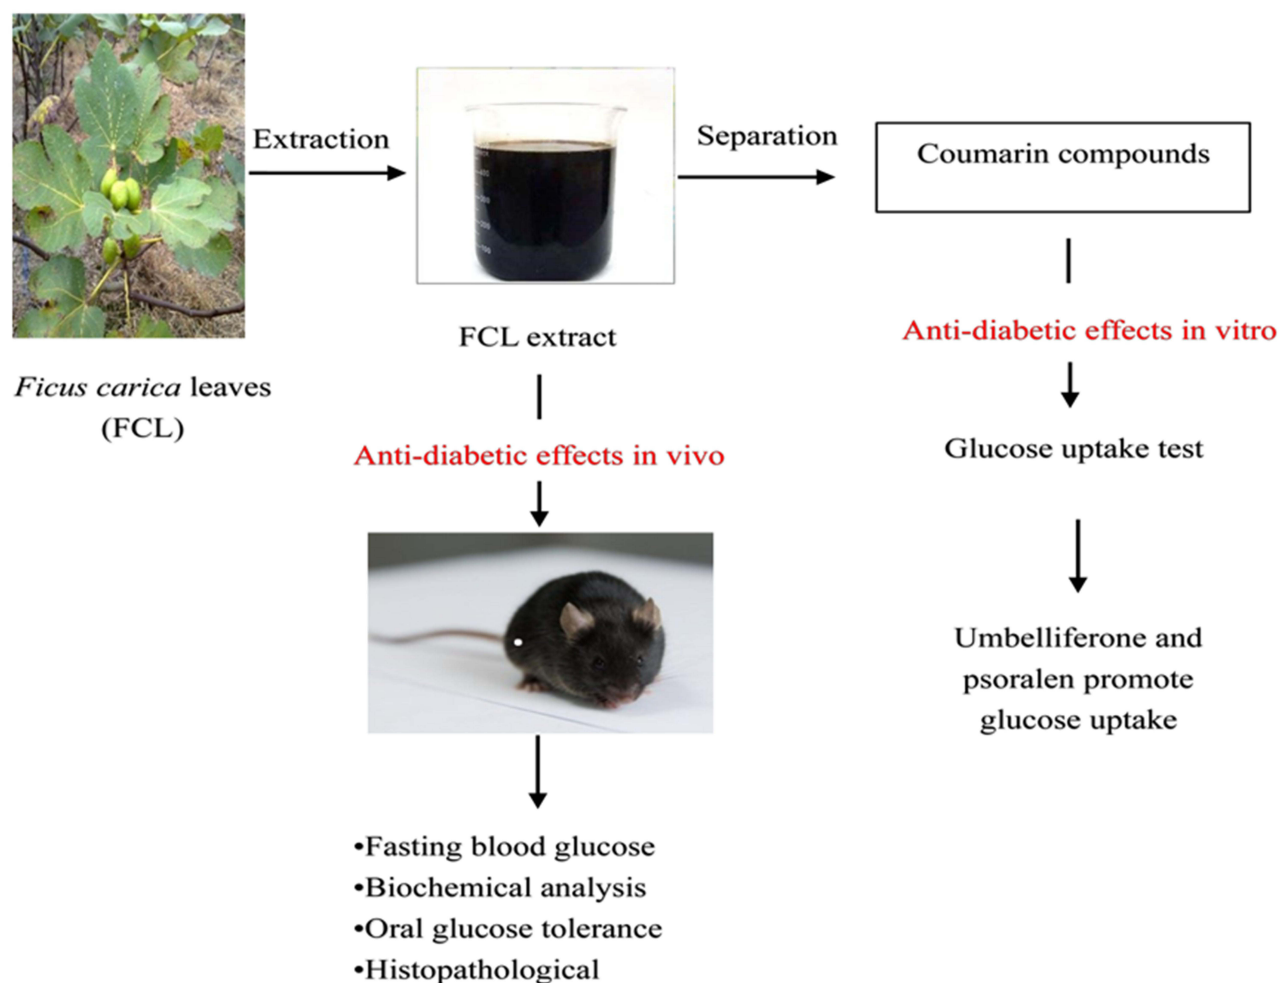 Extraction
Separation
Coumarin compounds
FCL extract
Anti-diabetic effects in vitro
Ficus carica leaves
(FCL)
Anti-diabetic effects in vivo
Glucose uptake test
Umbelliferone and
psoralen promote
glucose uptake
•Fasting blood glucose
•Biochemical analysis
•Oral glucose tolerance
•Histopathological